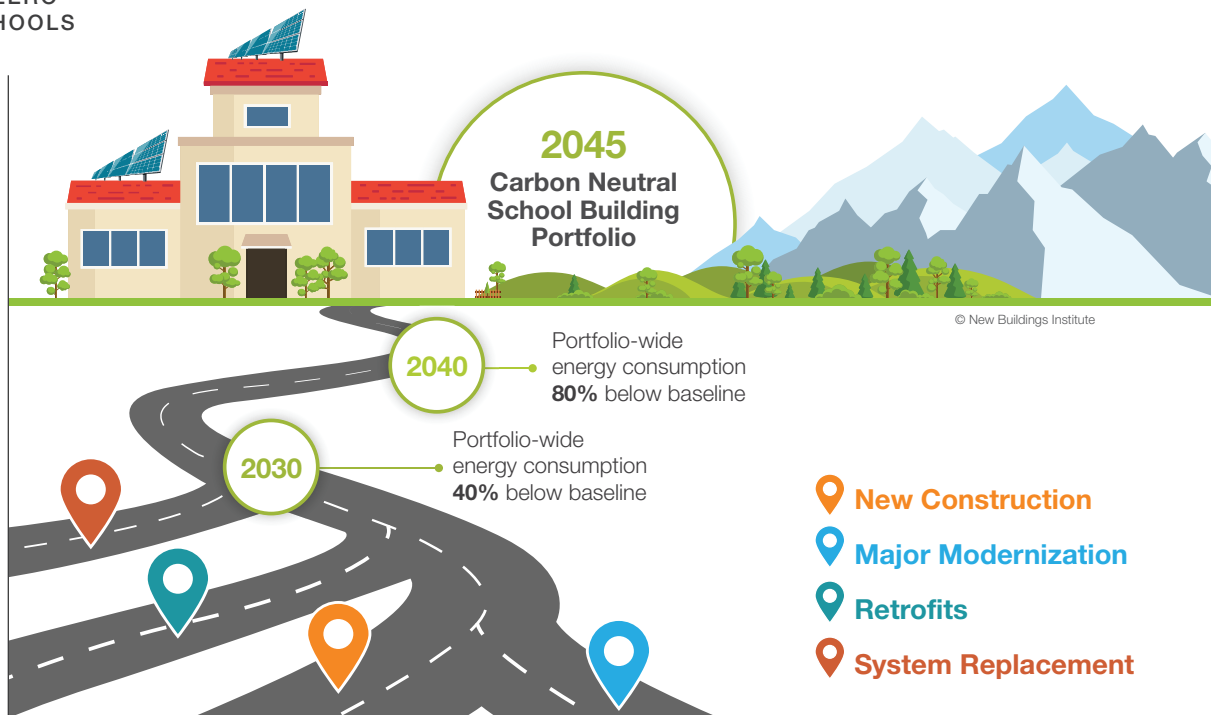 HOOLS
2045
Carbon Neutral
School Building
Portfolio
© New Buildings Institute
2040
Portfolio-wide
energy consumption
80% below baseline
2030
Portfolio-wide
energy consumption
40% below baseline
New Construction
Major Modernization
Retrofits
System Replacement